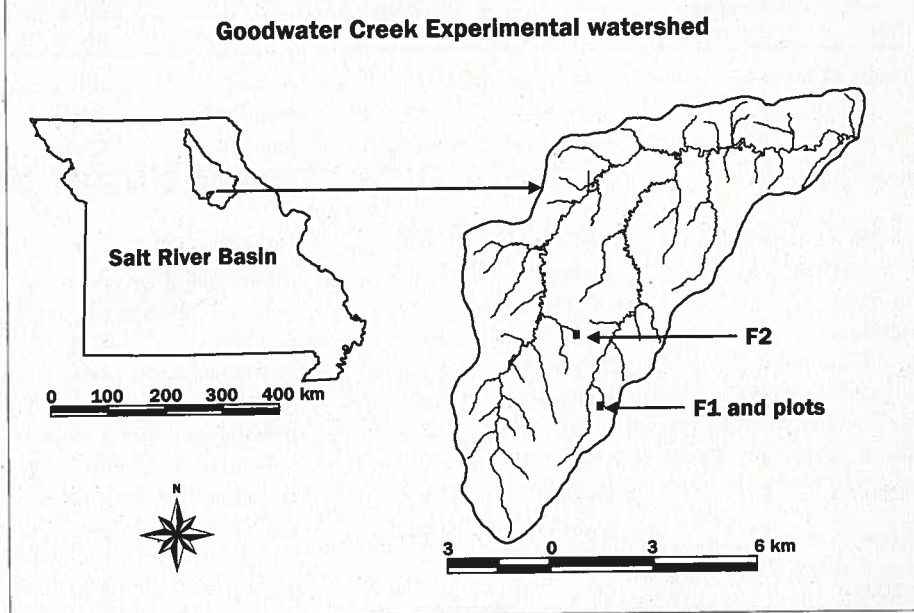 Goodwater Creek Experimental watershed
Salt River Basin
0 100 200 300 400 km
N
F2
F1 and plots
3 0 3 6 km